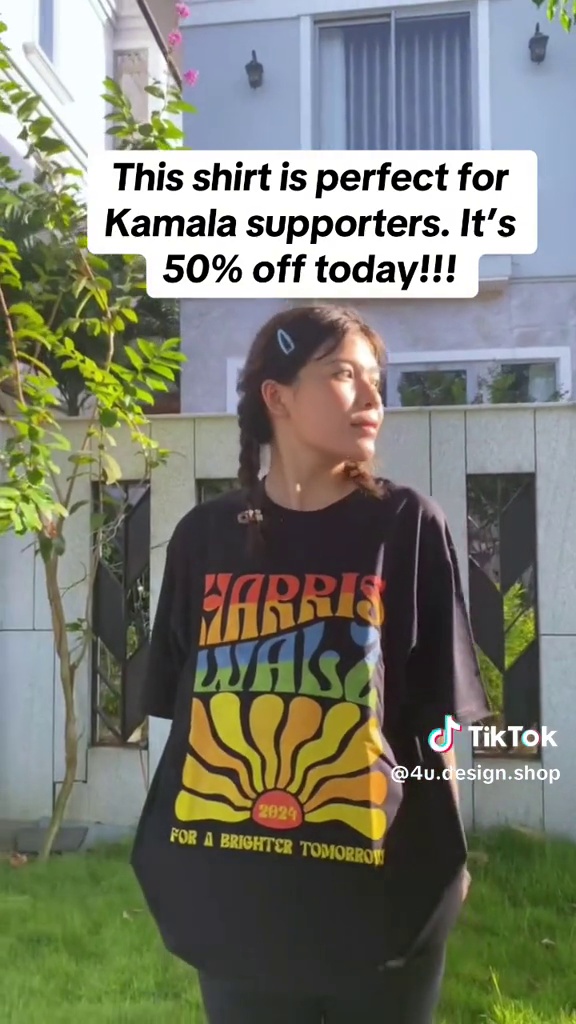 This shirt is perfect for
Kamala supporters. It's
50% off today!!!
HARRIS
WALZ
2024
FOR A BRIGHTER TOMORROW
TikTok
@4u.design.shop